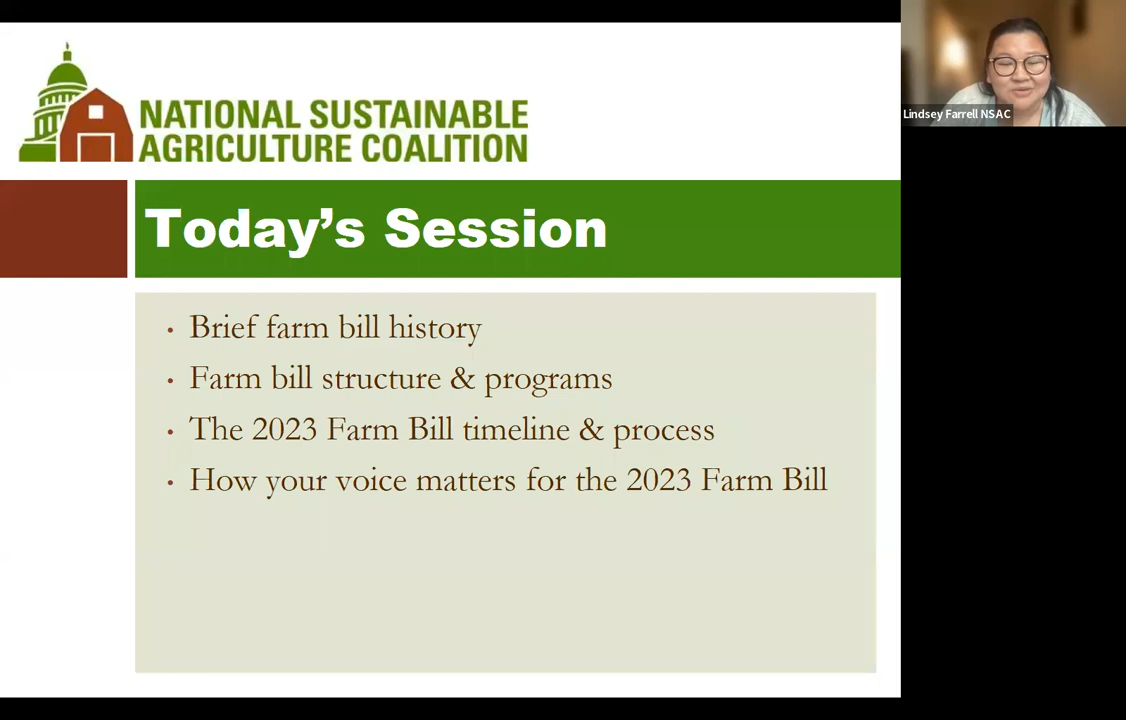 NATIONAL SUSTAINABLE
AGRICULTURE COALITION
Lindsey Farrell NSAC
Today’s Session
• Brief farm bill history
• Farm bill structure & programs
• The 2023 Farm Bill timeline & process
• How your voice matters for the 2023 Farm Bill